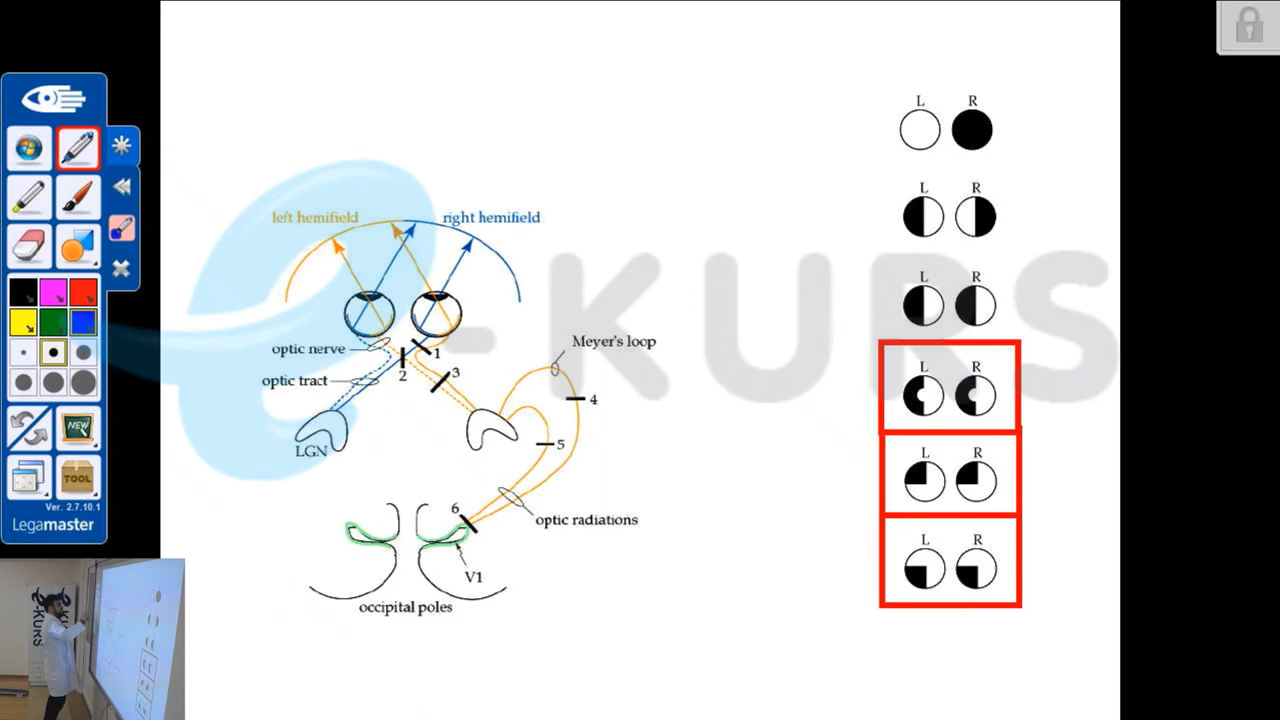 NEW
TOOL
Ver. 2.7.10.1
Legamaster
e-KURS
left hemifield
right hemifield
optic nerve
optic tract
1
2
3
Meyer's loop
4
5
LGN
6
optic radiations
V1
occipital poles
L R
L R
L R
L R
L R
L R
-KURS